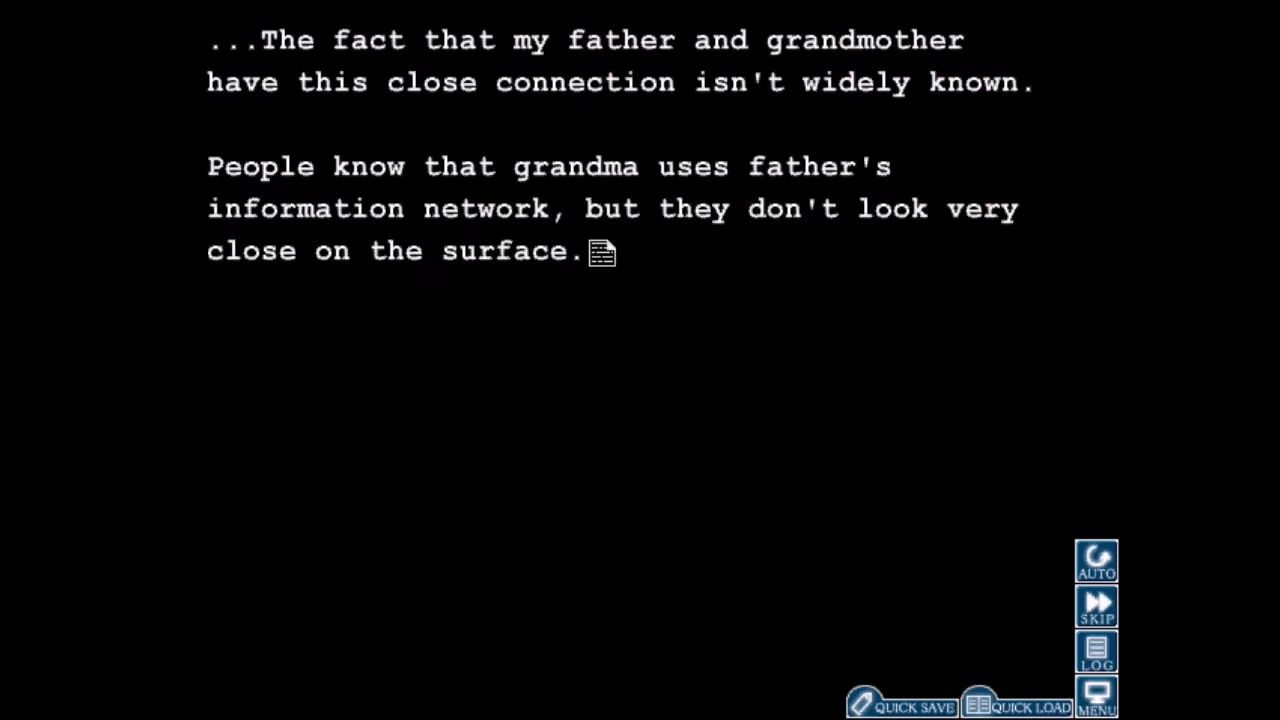 ...The fact that my father and grandmother
have this close connection isn't widely known.
People know that grandma uses father's
information network, but they don't look very
close on the surface.
AUTO
SKIP
LOG
QUICK SAVE
QUICK LOAD
MENU